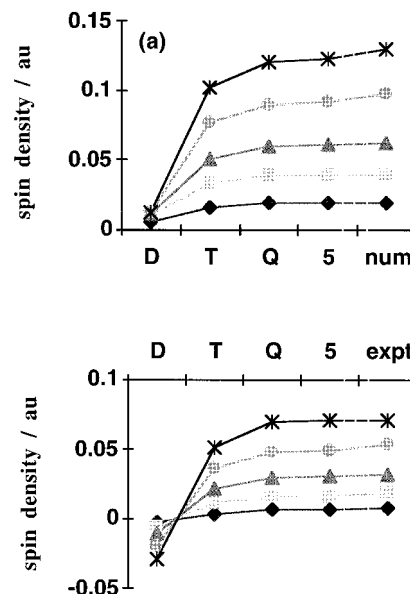 0.15
(a)
0.1
0.05
0
spin density / au
D T Q 5 num
D T Q 5 expt
0.1
0.05
0
-0.05
spin density / au